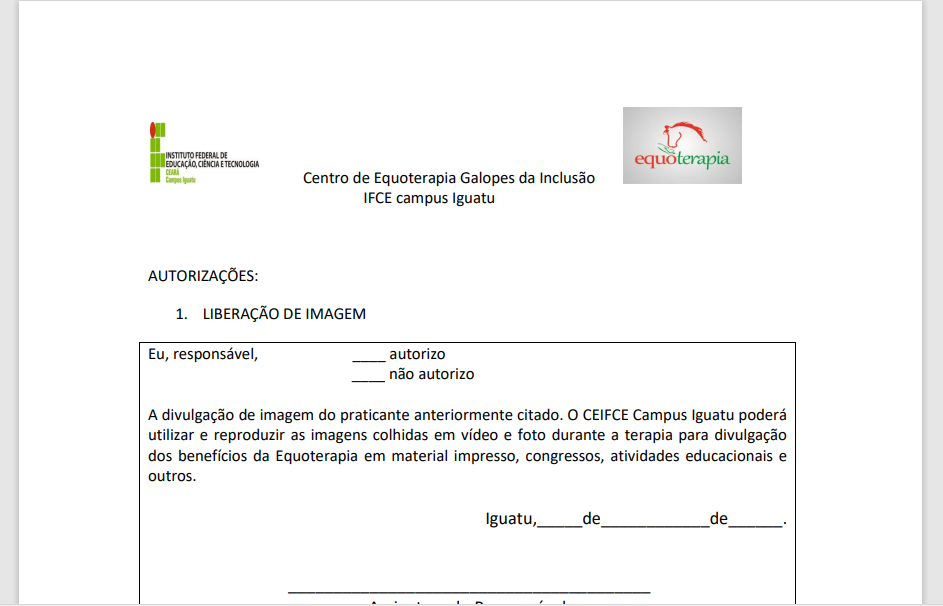 INSTITUTO FEDERAL DE
EDUCAÇÃO, CIÊNCIA E TECNOLOGIA
CEARÁ
Campus Iguatu
equoterapia
Centro de Equoterapia Galopes da Inclusão
IFCE campus Iguatu
AUTORIZAÇÕES:
1. LIBERAÇÃO DE IMAGEM
Eu, responsável, ____ autorizo
____ não autorizo
A divulgação de imagem do praticante anteriormente citado. O CEIFCE Campus Iguatu poderá
utilizar e reproduzir as imagens colhidas em vídeo e foto durante a terapia para divulgação
dos benefícios da Equoterapia em material impresso, congressos, atividades educacionais e
outros.
Iguatu,_____de____________de______.